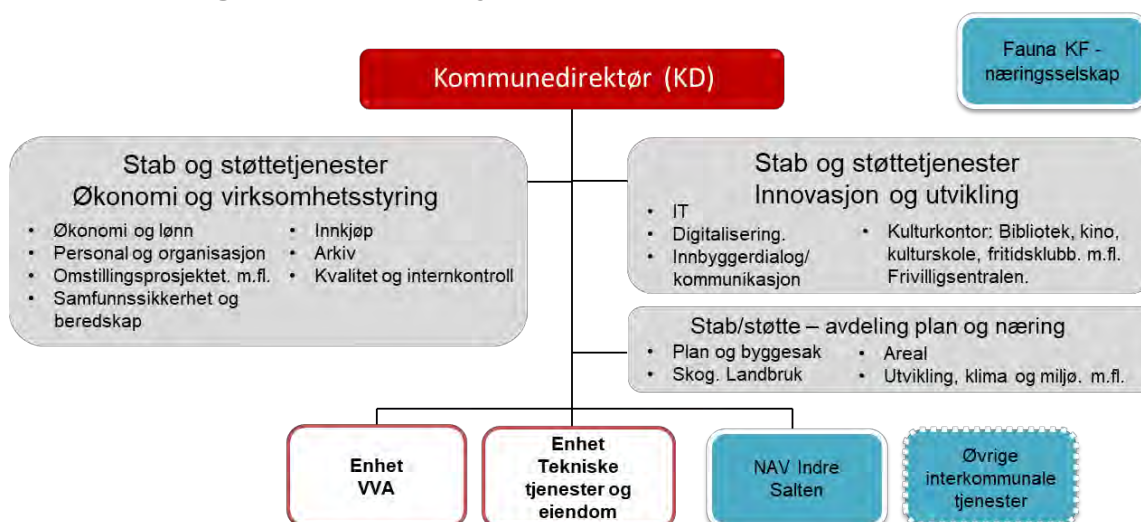 Fauna KF -
næringsselskap
Kommunedirektør (KD)
Stab og støttetjenester
Økonomi og virksomhetsstyring
• Økonomi og lønn
• Personal og organisasjon
• Omstillingsprosjektet. m.fl.
• Samfunnssikkerhet og
beredskap
• Innkjøp
• Arkiv
• Kvalitet og internkontroll
Stab og støttetjenester
Innovasjon og utvikling
• IT
• Digitalisering.
• Innbyggerdialog/
kommunikasjon
• Kulturkontor: Bibliotek, kino,
kulturskole, fritidsklubb. m.fl.
Frivilligsentralen.
Stab/støtte – avdeling plan og næring
• Plan og byggesak
• Skog. Landbruk
• Areal
• Utvikling, klima og miljø. m.fl.
Enhet
VVA
Enhet
Tekniske
tjenester og
eiendom
NAV Indre
Salten
Øvrige
interkommunale
tjenester